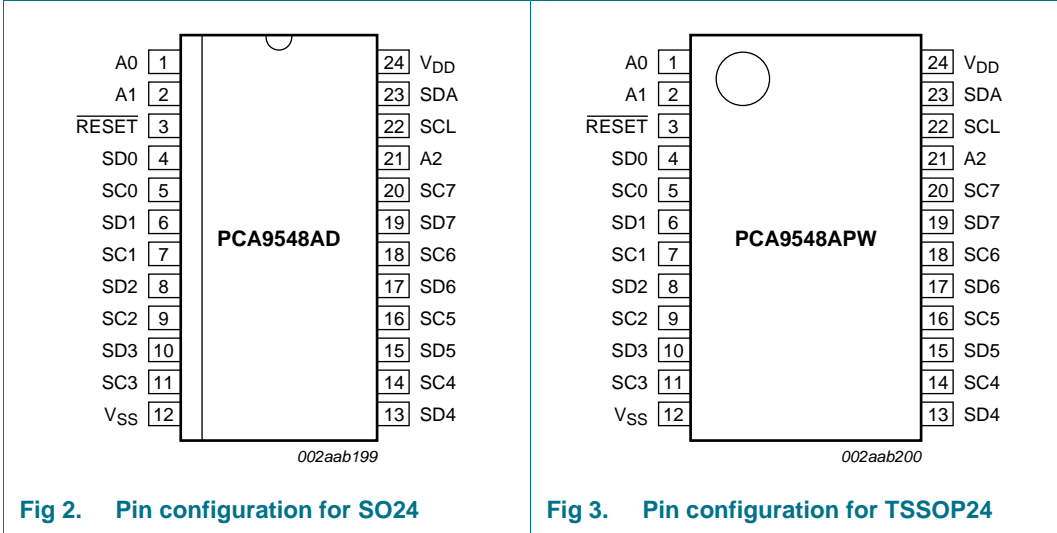 A0 1 24 VDD
A1 2 23 SDA
RESET 3 22 SCL
SD0 4 21 A2
SC0 5 20 SC7
SD1 6 19 SD7
PCA9548AD
SC1 7 18 SC6
SD2 8 17 SD6
SC2 9 16 SC5
SD3 10 15 SD5
SC3 11 14 SC4
VSS 12 13 SD4
002aab199
Fig 2. Pin configuration for SO24
A0 1 24 VDD
A1 2 23 SDA
RESET 3 22 SCL
SD0 4 21 A2
SC0 5 20 SC7
SD1 6 19 SD7
PCA9548APW
SC1 7 18 SC6
SD2 8 17 SD6
SC2 9 16 SC5
SD3 10 15 SD5
SC3 11 14 SC4
VSS 12 13 SD4
002aab200
Fig 3. Pin configuration for TSSOP24